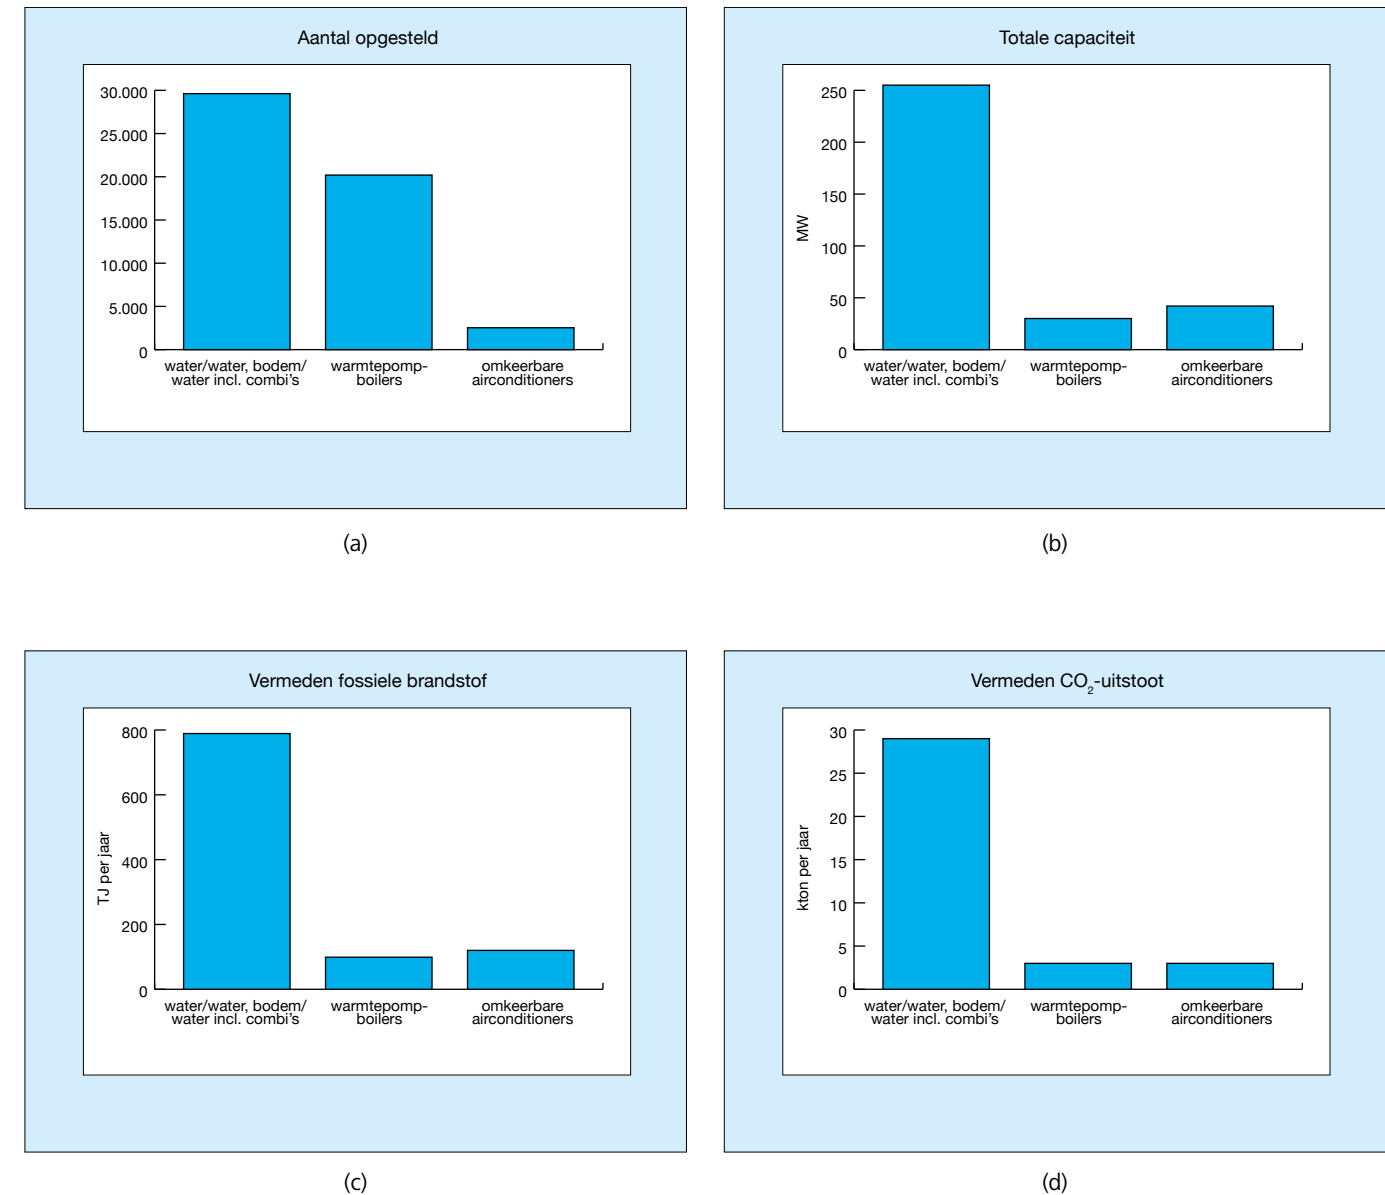 Aantal opgesteld
30.000
25.000
20.000
15.000
10.000
5.000
0
water/water, bodem/
water incl. combi’s
warmtepomp-
boilers
omkeerbare
airconditioners
(a)
Totale capaciteit
MW
250
200
150
100
50
0
water/water, bodem/
water incl. combi’s
warmtepomp-
boilers
omkeerbare
airconditioners
(b)
Vermeden fossiele brandstof
TJ per jaar
800
600
400
200
0
water/water, bodem/
water incl. combi’s
warmtepomp-
boilers
omkeerbare
airconditioners
(c)
Vermeden CO₂-uitstoot
kton per jaar
30
25
20
15
10
5
0
water/water, bodem/
water incl. combi’s
warmtepomp-
boilers
omkeerbare
airconditioners
(d)